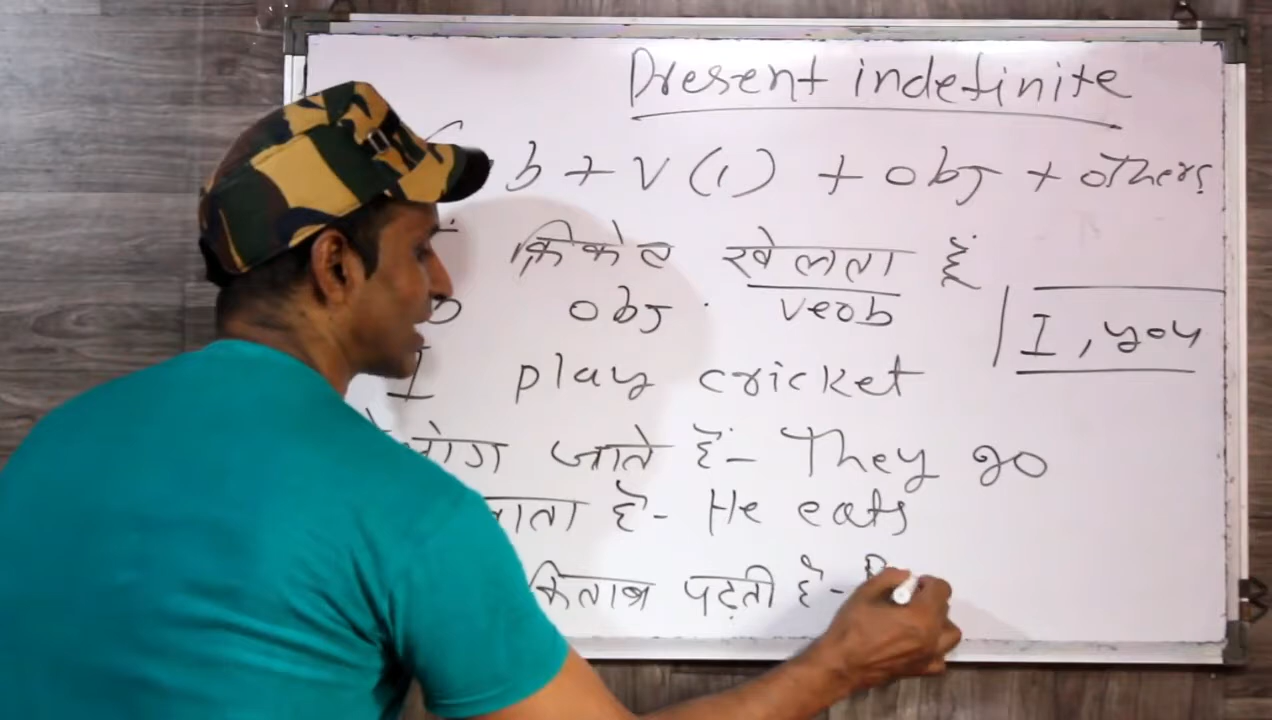 Present indefinite
b + V (1) + obj + others
क्रिकेट खेलता हूँ
obj verb
I, you
I play cricket
लोग जाते हैं - They go
है - He eats
किताब पढ़ती है -